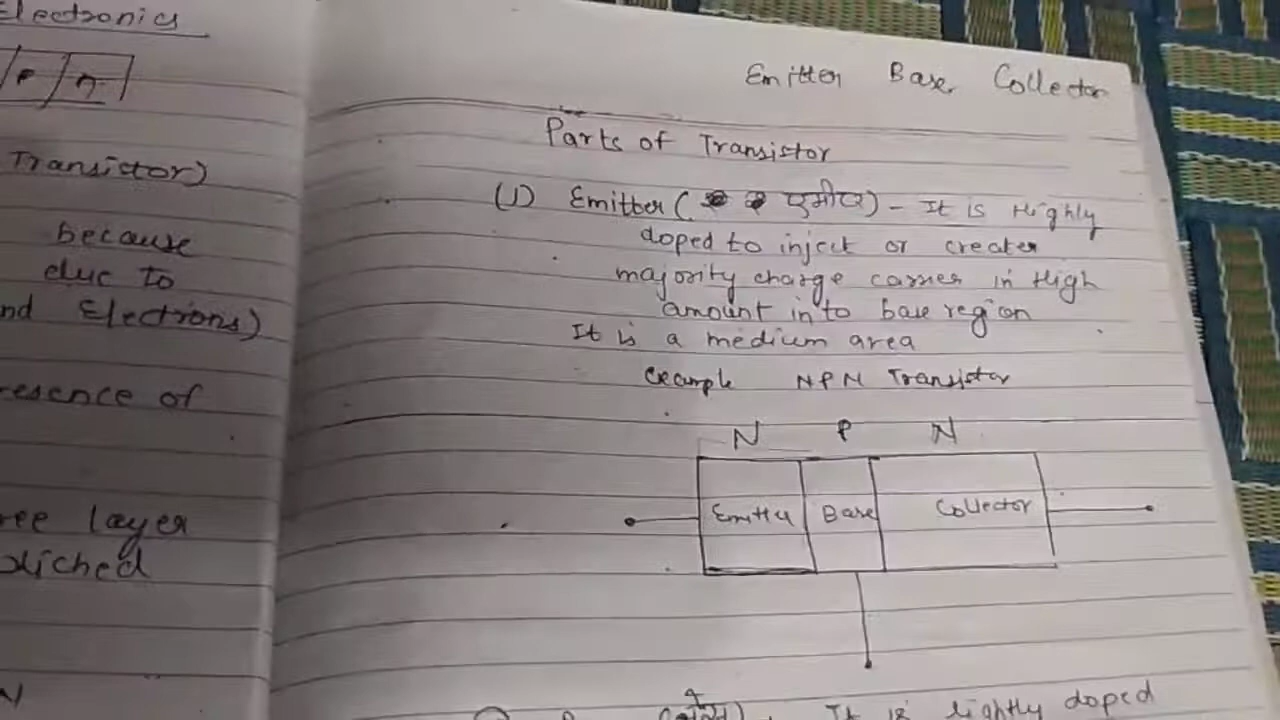 Electronics
P n
Transistor)
because
due to
nd Electrons)
resence of
ree layer
Emitter Base Collector
Parts of Transistor
(1) Emitter ( एमीटर) - It is Highly
doped to inject or creater
majority charge carrier in High
amount into base region
It is a medium area
example NPN Transistor
N P N
Emitter Base Collector
It is lightly doped